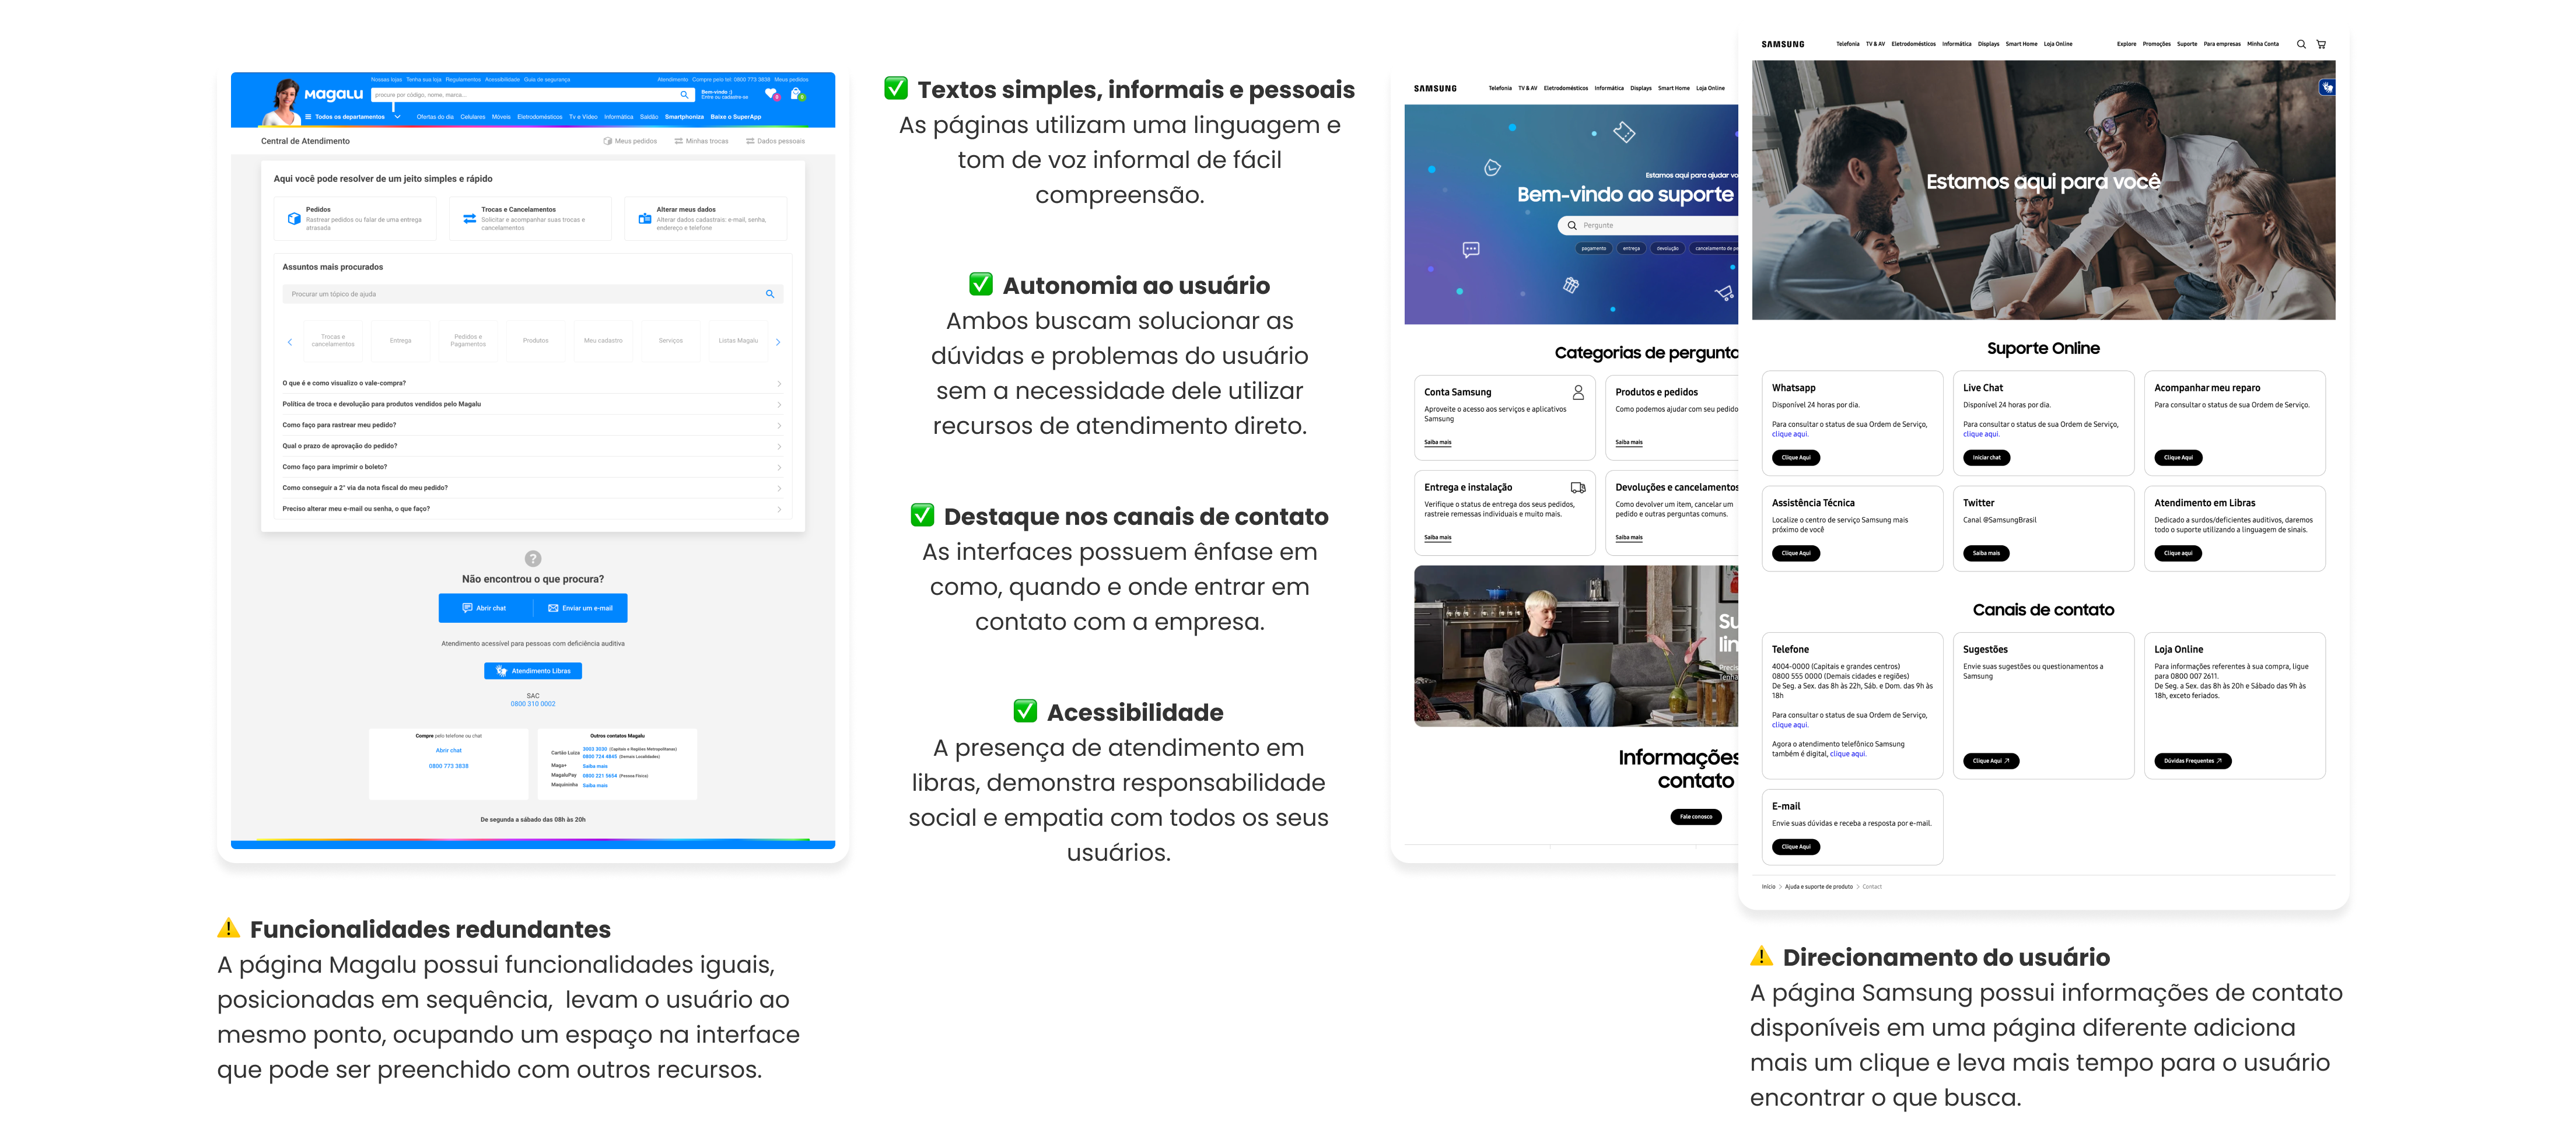 Nossas lojas Tenha sua loja Regulamentos Acessibilidade Guia de segurança
Atendimento Compre pelo tel: 0800 773 3838 Meus pedidos
Magalu
procure por código, nome, marca...
Bem-vindo :)
Entre ou cadastre-se
0
0
Todos os departamentos
Ofertas do dia Celulares Móveis Eletrodomésticos Tv e Vídeo Informática Saldão Smartphoniza Baixe o SuperApp
Central de Atendimento
Meus pedidos
Minhas trocas
Dados pessoais
Aqui você pode resolver de um jeito simples e rápido
Pedidos
Rastrear pedidos ou falar de uma entrega
atrasada
Trocas e Cancelamentos
Solicitar e acompanhar suas trocas e
cancelamentos
Alterar meus dados
Alterar dados cadastrais: e-mail, senha,
endereço e telefone
Assuntos mais procurados
Procurar um tópico de ajuda
Trocas e
cancelamentos
Entrega
Pedidos e
Pagamentos
Produtos
Meu cadastro
Serviços
Listas Magalu
O que é e como visualizo o vale-compra?
Política de troca e devolução para produtos vendidos pelo Magalu
Como faço para rastrear meu pedido?
Qual o prazo de aprovação do pedido?
Como faço para imprimir o boleto?
Como conseguir a 2° via da nota fiscal do meu pedido?
Preciso alterar meu e-mail ou senha, o que faço?
?
Não encontrou o que procura?
Abrir chat
Enviar um e-mail
Atendimento acessível para pessoas com deficiência auditiva
Atendimento Libras
SAC
0800 310 0002
Compre pelo telefone ou chat
Abrir chat
0800 773 3838
Outros contatos Magalu
Cartão Luiza 3003 3030 (Capitais e Regiões Metropolitanas)
0800 724 4845 (Demais Localidades)
Maga+ Saiba mais
MagaluPay 0800 221 5654 (Pessoa Física)
Maquininha Saiba mais
De segunda a sábado das 08h às 20h
Funcionalidades redundantes
A página Magalu possui funcionalidades iguais,
posicionadas em sequência, levam o usuário ao
mesmo ponto, ocupando um espaço na interface
que pode ser preenchido com outros recursos.
Textos simples, informais e pessoais
As páginas utilizam uma linguagem e
tom de voz informal de fácil
compreensão.
Autonomia ao usuário
Ambos buscam solucionar as
dúvidas e problemas do usuário
sem a necessidade dele utilizar
recursos de atendimento direto.
Destaque nos canais de contato
As interfaces possuem ênfase em
como, quando e onde entrar em
contato com a empresa.
Acessibilidade
A presença de atendimento em
libras, demonstra responsabilidade
social e empatia com todos os seus
usuários.
SAMSUNG
Telefonia TV & AV Eletrodomésticos Informática Displays Smart Home Loja Online
Estamos aqui para ajudar vo
Bem-vindo ao suporte
Pergunte
pagamento
entrega
devolução
cancelamento de pe
Categorias de pergunta
Conta Samsung
Aproveite o acesso aos serviços e aplicativos
Samsung
Saiba mais
Produtos e pedidos
Como podemos ajudar com seu pedido
Saiba mais
Entrega e instalação
Verifique o status de entrega dos seus pedidos,
rastreie remessas individuais e muito mais.
Saiba mais
Devoluções e cancelamentos
Como devolver um item, cancelar um
pedido e outras perguntas comuns.
Saiba mais
Su
lin
Precis
Tenha
Informações
contato
Fale conosco
SAMSUNG
Telefonia TV & AV Eletrodomésticos Informática Displays Smart Home Loja Online
Explore Promoções Suporte Para empresas Minha Conta
Estamos aqui para você
Suporte Online
Whatsapp
Disponível 24 horas por dia.
Para consultar o status de sua Ordem de Serviço,
clique aqui.
Clique Aqui
Live Chat
Disponível 24 horas por dia.
Para consultar o status de sua Ordem de Serviço,
clique aqui.
Iniciar chat
Acompanhar meu reparo
Para consultar o status de sua Ordem de Serviço.
Clique Aqui
Assistência Técnica
Localize o centro de serviço Samsung mais
próximo de você
Clique Aqui
Twitter
Canal @SamsungBrasil
Saiba mais
Atendimento em Libras
Dedicado a surdos/deficientes auditivos, daremos
todo o suporte utilizando a linguagem de sinais.
Clique aqui
Canais de contato
Telefone
4004-0000 (Capitais e grandes centros)
0800 555 0000 (Demais cidades e regiões)
De Seg. a Sex. das 8h às 22h, Sáb. e Dom. das 9h às
18h
Para consultar o status de sua Ordem de Serviço,
clique aqui.
Agora o atendimento telefônico Samsung
também é digital, clique aqui.
Sugestões
Envie suas sugestões ou questionamentos a
Samsung
Clique Aqui
Loja Online
Para informações referentes à sua compra, ligue
para 0800 007 2611.
De Seg. a Sex. das 8h às 20h e Sábado das 9h às
18h, exceto feriados.
Dúvidas Frequentes
E-mail
Envie suas dúvidas e receba a resposta por e-mail.
Clique Aqui
Início > Ajuda e suporte de produto > Contact
Direcionamento do usuário
A página Samsung possui informações de contato
disponíveis em uma página diferente adiciona
mais um clique e leva mais tempo para o usuário
encontrar o que busca.